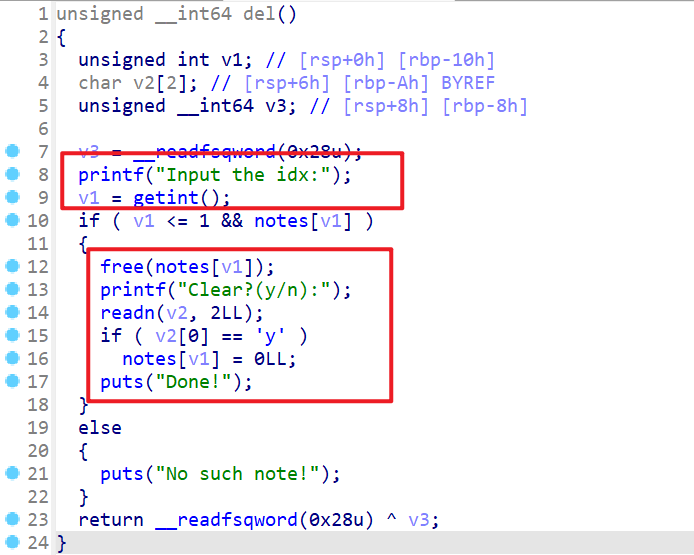 1 unsigned __int64 del()
2 {
3   unsigned int v1; // [rsp+0h] [rbp-10h]
4   char v2[2]; // [rsp+6h] [rbp-Ah] BYREF
5   unsigned __int64 v3; // [rsp+8h] [rbp-8h]
6
7   v3 = __readfsqword(0x28u);
8   printf("Input the idx:");
9   v1 = getint();
10   if ( v1 <= 1 && notes[v1] )
11   {
12     free(notes[v1]);
13     printf("Clear?(y/n):");
14     readn(v2, 2LL);
15     if ( v2[0] == 'y' )
16       notes[v1] = 0LL;
17     puts("Done!");
18   }
19   else
20   {
21     puts("No such note!");
22   }
23   return __readfsqword(0x28u) ^ v3;
24 }